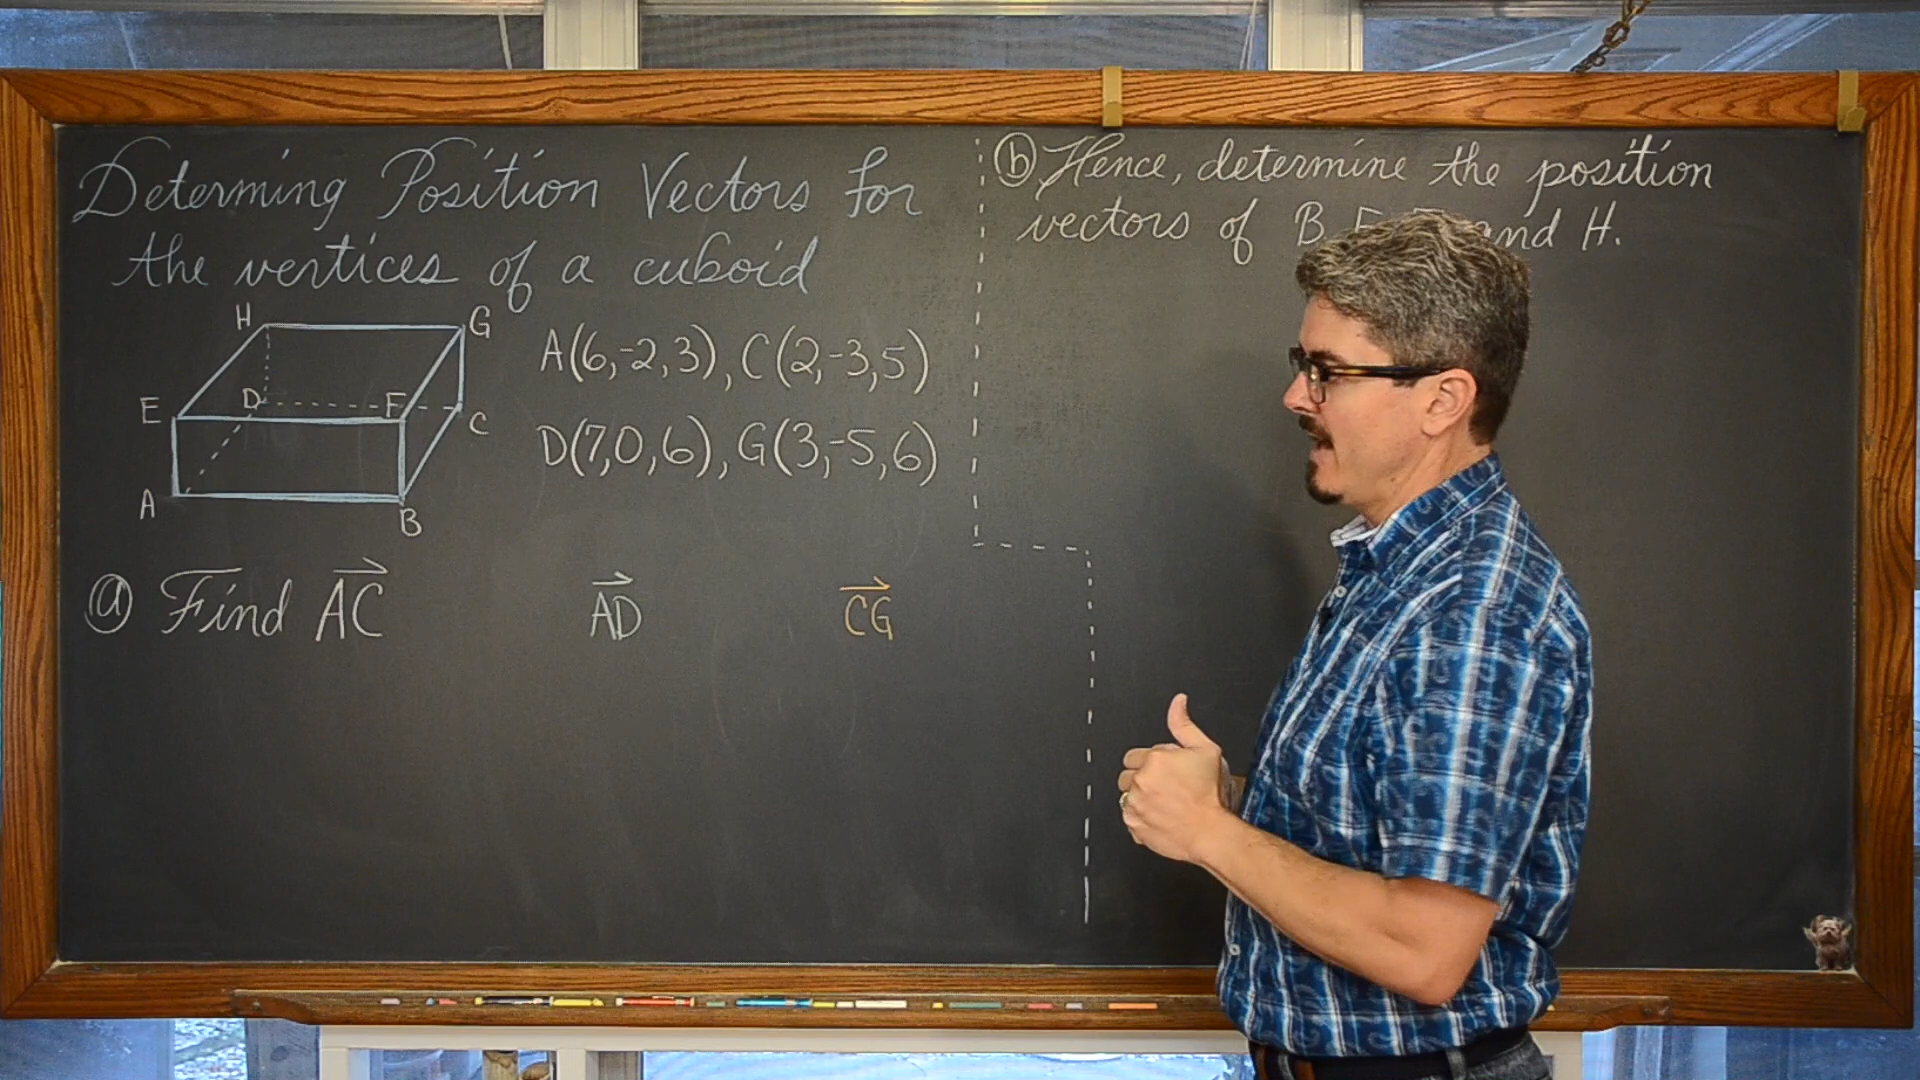 Determing Position Vectors for
the vertices of a cuboid
H G
A(6,-2,3), C(2,-3,5)
E D F C
D(7,0,6), G(3,-5,6)
A B
ⓐ Find AC⃗ AD⃗ CG⃗
ⓑ Hence, determine the position
vectors of B and H.